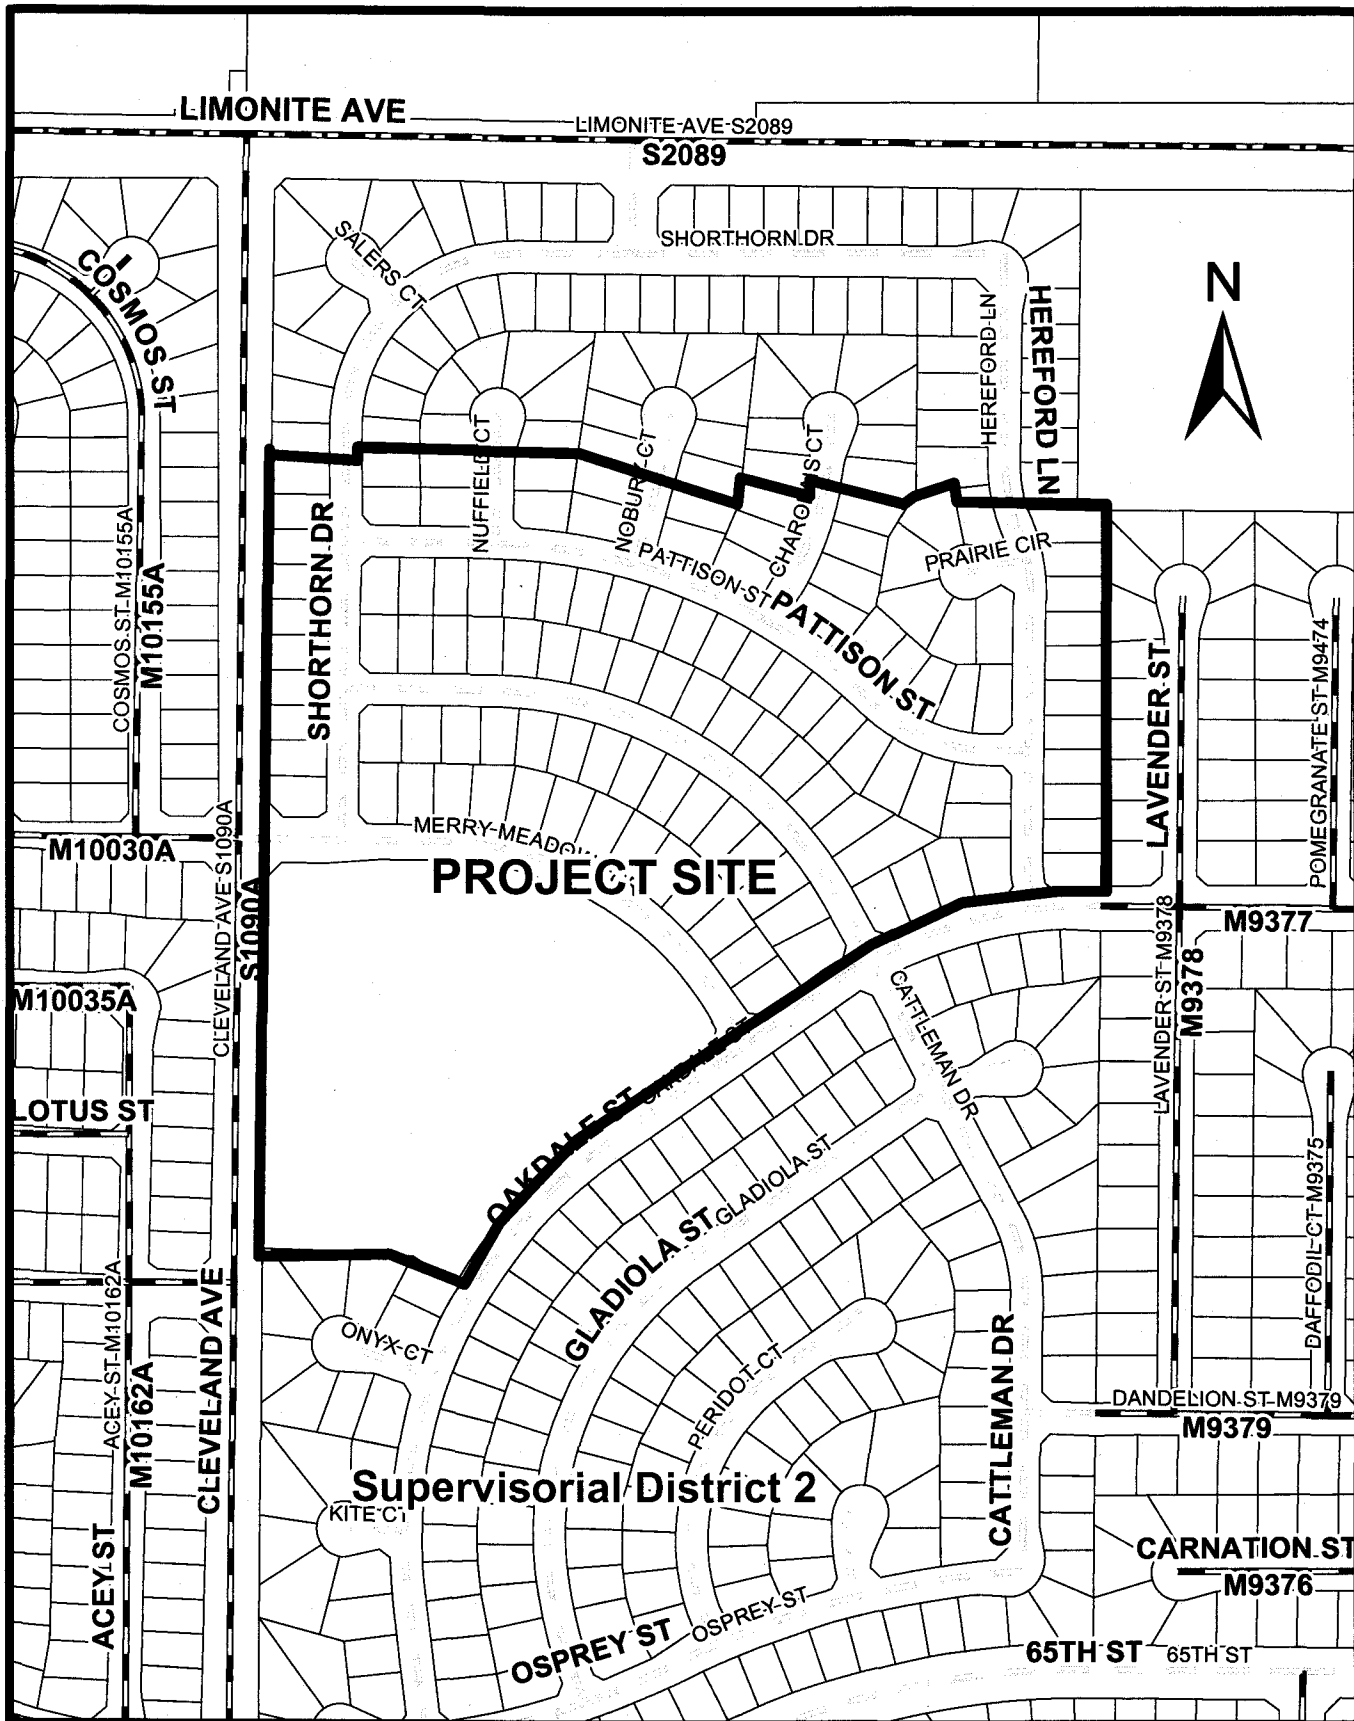 LIMONITE AVE
LIMONITE AVE S2089
S2089
SALERS CT
SHORTHORN DR
COSMOS ST
N
HEREFORD LN
HEREFORD LN
NUFFIELD CT
NOBURY CT
CHAROLAIS CT
SHORTHORN DR
PATTISON ST
PATTISON ST
PRAIRIE CIR
COSMOS ST M10155A
M10155A
LAVENDER ST
POMEGRANATE ST M9474
MERRY MEADOW
PROJECT SITE
M10030A
CLEVELAND AVE S1090A
S1090A
M9377
LAVENDER ST M9378
M9378
M10035A
CATTLEMAN DR
OAKDALE ST
OAKDALE ST
LOTUS ST
GLADIOLA ST
GLADIOLA ST
DAFFODIL CT M9375
ACEY ST M10162A
M10162A
CLEVELAND AVE
ONYX CT
PERIDOT CT
CATTLEMAN DR
DANDELION ST M9379
M9379
Supervisorial District 2
KITE CT
ACEY ST
CARNATION ST
M9376
OSPREY ST
OSPREY ST
65TH ST
65TH ST